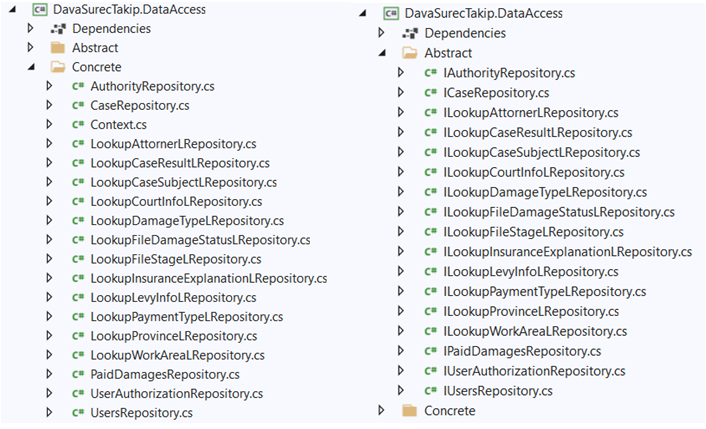 DavaSurecTakip.DataAccess
Dependencies
Abstract
Concrete
AuthorityRepository.cs
CaseRepository.cs
Context.cs
LookupAttornerLRepository.cs
LookupCaseResultLRepository.cs
LookupCaseSubjectLRepository.cs
LookupCourtInfoLRepository.cs
LookupDamageTypeLRepository.cs
LookupFileDamageStatusLRepository.cs
LookupFileStageLRepository.cs
LookupInsuranceExplanationLRepository.cs
LookupLevyInfoLRepository.cs
LookupPaymentTypeLRepository.cs
LookupProvinceLRepository.cs
LookupWorkAreaLRepository.cs
PaidDamagesRepository.cs
UserAuthorizationRepository.cs
UsersRepository.cs
DavaSurecTakip.DataAccess
Dependencies
Abstract
IAuthorityRepository.cs
ICaseRepository.cs
ILookupAttornerLRepository.cs
ILookupCaseResultLRepository.cs
ILookupCaseSubjectLRepository.cs
ILookupCourtInfoLRepository.cs
ILookupDamageTypeLRepository.cs
ILookupFileDamageStatusLRepository.cs
ILookupFileStageLRepository.cs
ILookupInsuranceExplanationLRepository.cs
ILookupLevyInfoLRepository.cs
ILookupPaymentTypeLRepository.cs
ILookupProvinceLRepository.cs
ILookupWorkAreaLRepository.cs
IPaidDamagesRepository.cs
IUserAuthorizationRepository.cs
IUsersRepository.cs
Concrete